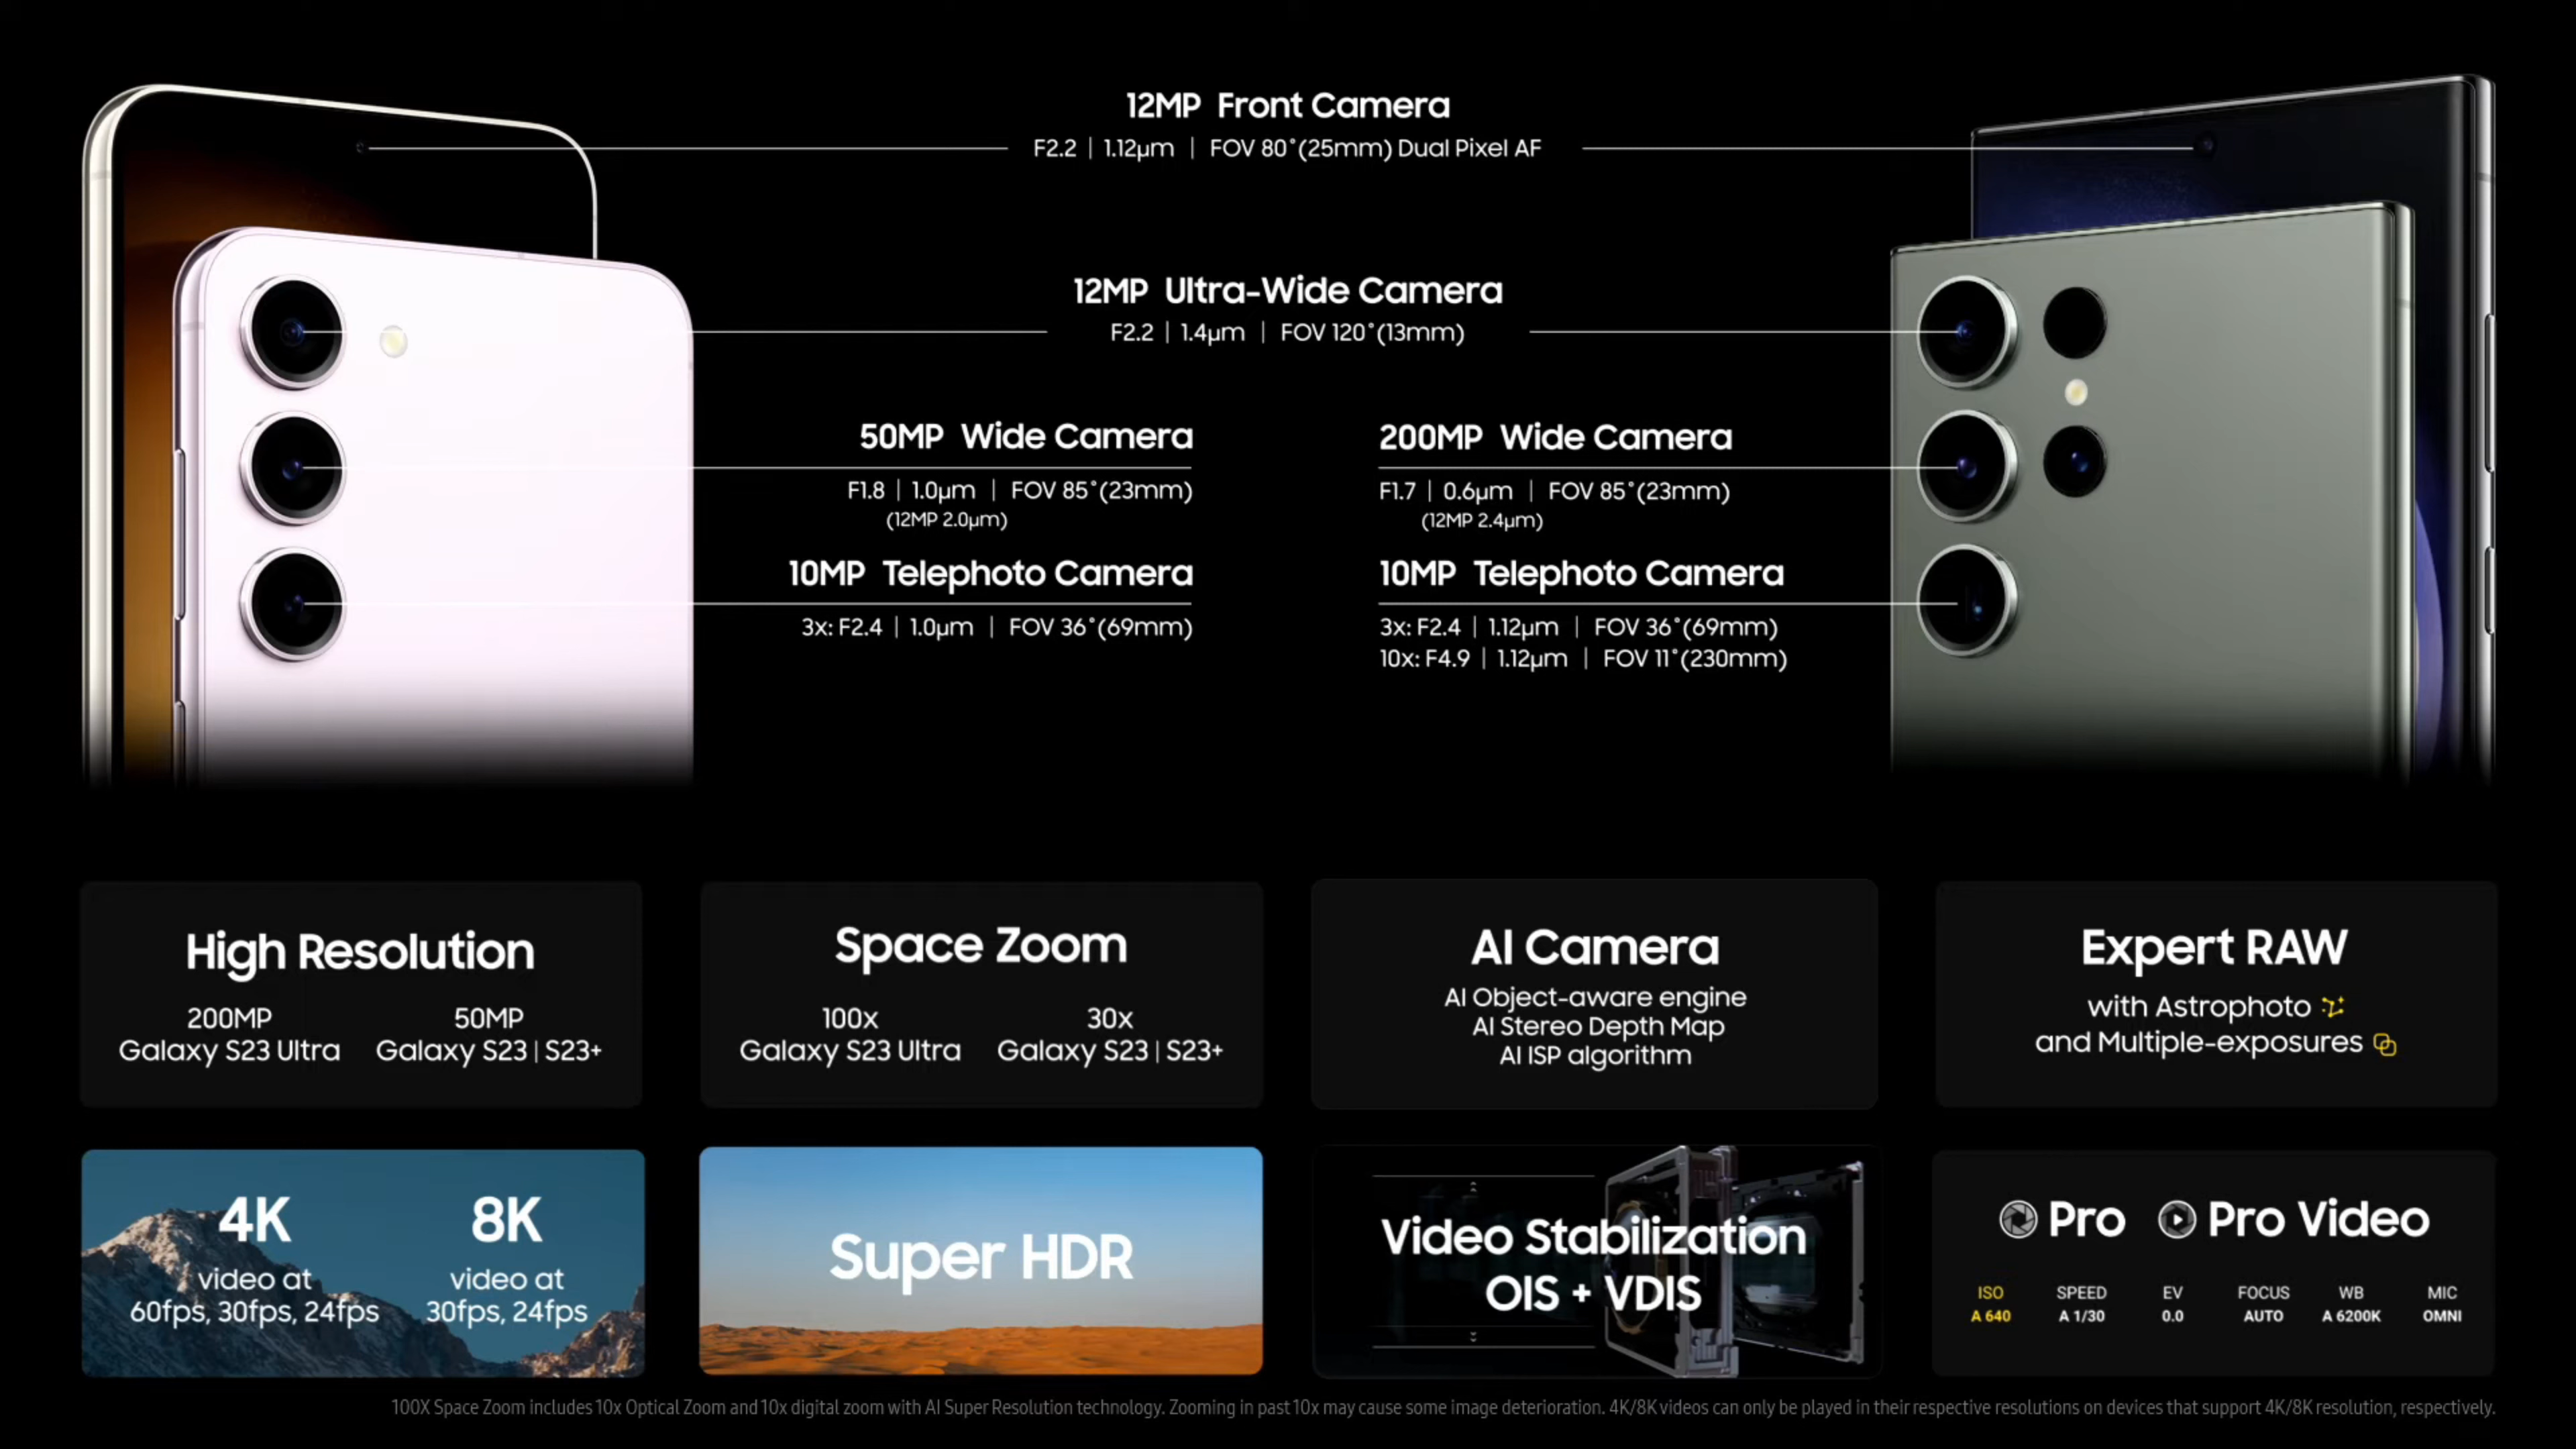 12MP Front Camera
F2.2 | 1.12µm | FOV 80°(25mm) Dual Pixel AF
12MP Ultra-Wide Camera
F2.2 | 1.4µm | FOV 120°(13mm)
50MP Wide Camera
F1.8 | 1.0µm | FOV 85°(23mm)
(12MP 2.0µm)
10MP Telephoto Camera
3x: F2.4 | 1.0µm | FOV 36°(69mm)
200MP Wide Camera
F1.7 | 0.6µm | FOV 85°(23mm)
(12MP 2.4µm)
10MP Telephoto Camera
3x: F2.4 | 1.12µm | FOV 36°(69mm)
10x: F4.9 | 1.12µm | FOV 11°(230mm)
High Resolution
200MP
Galaxy S23 Ultra
50MP
Galaxy S23 | S23+
Space Zoom
100x
Galaxy S23 Ultra
30x
Galaxy S23 | S23+
AI Camera
AI Object-aware engine
AI Stereo Depth Map
AI ISP algorithm
Expert RAW
with Astrophoto
and Multiple-exposures
4K
video at
60fps, 30fps, 24fps
8K
video at
30fps, 24fps
Super HDR
Video Stabilization
OIS + VDIS
Pro Pro Video
ISO SPEED EV FOCUS WB MIC
A 640 A 1/30 0.0 AUTO A 6200K OMNI
100X Space Zoom includes 10x Optical Zoom and 10x digital zoom with AI Super Resolution technology. Zooming in past 10x may cause some image deterioration. 4K/8K videos can only be played in their respective resolutions on devices that support 4K/8K resolution, respectively.